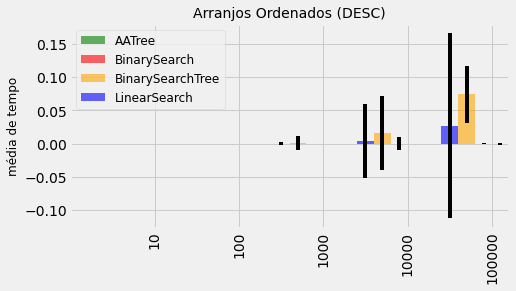 Arranjos Ordenados (DESC)
média de tempo
0.15
0.10
0.05
0.00
−0.05
−0.10
AATree
BinarySearch
BinarySearchTree
LinearSearch
10
100
1000
10000
100000